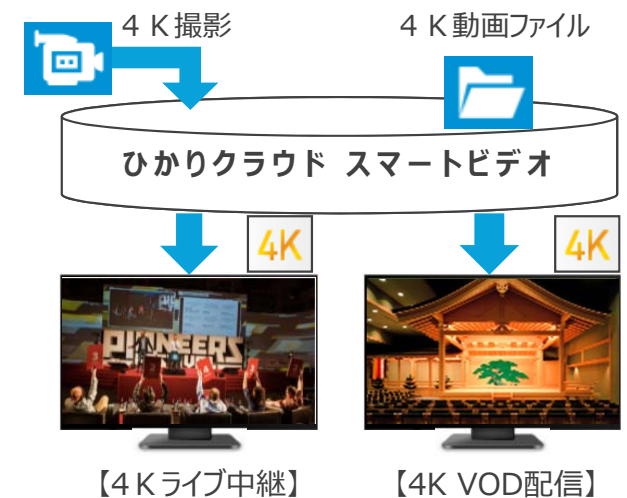 4K撮影
4K動画ファイル
ひかりクラウド スマートビデオ
4K
4K
PIONEERS
【4Kライブ中継】
【4K VOD配信】